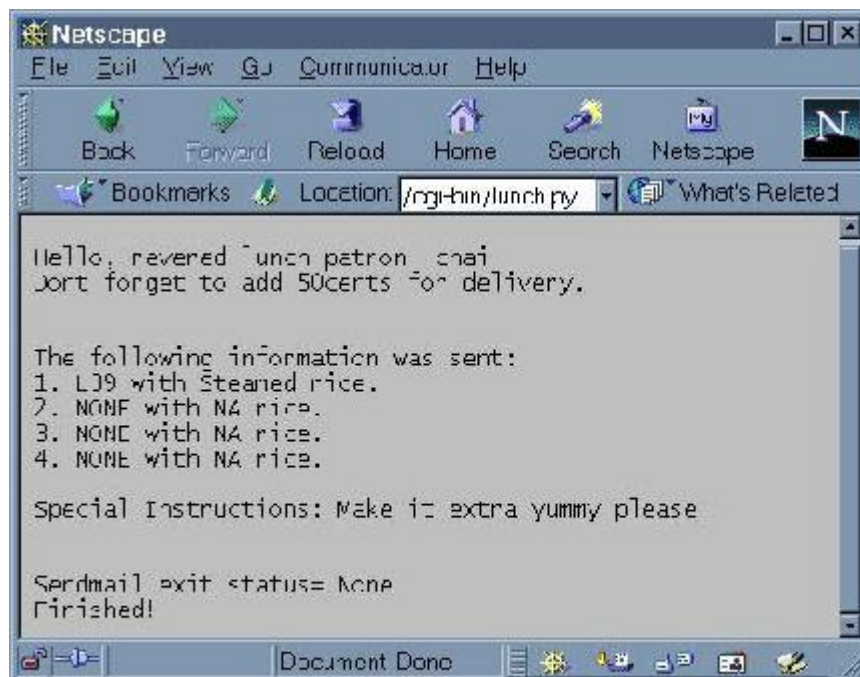 Netscape
File Edit View Go Communicator Help
Back Forward Reload Home Search Netscape
My
N
Bookmarks Location: /cgi-bin/lunch.py What's Related
Hello, revered lunch patron chai
Dont forget to add 50cents for delivery.
The following information was sent:
1. L09 with Steamed rice.
2. NONE with NA rice.
3. NONE with NA rice.
4. NONE with NA rice.
Special Instructions: Make it extra yummy please
Sendmail exit status= None
Finished!
Document Done